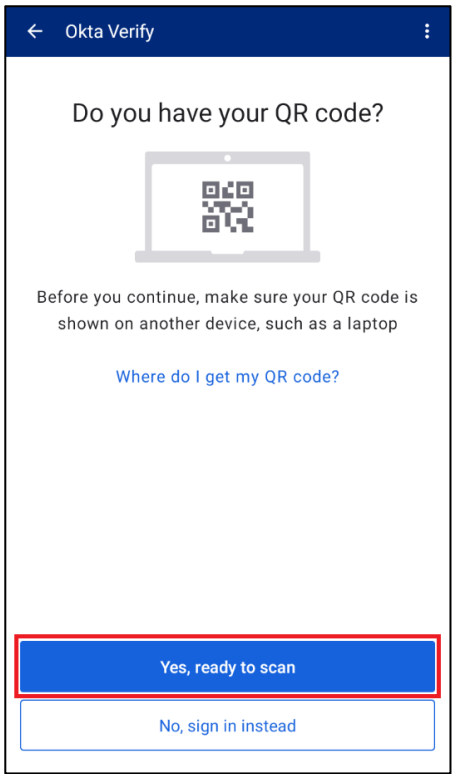 Okta Verify
Do you have your QR code?
Before you continue, make sure your QR code is
shown on another device, such as a laptop
Where do I get my QR code?
Yes, ready to scan
No, sign in instead